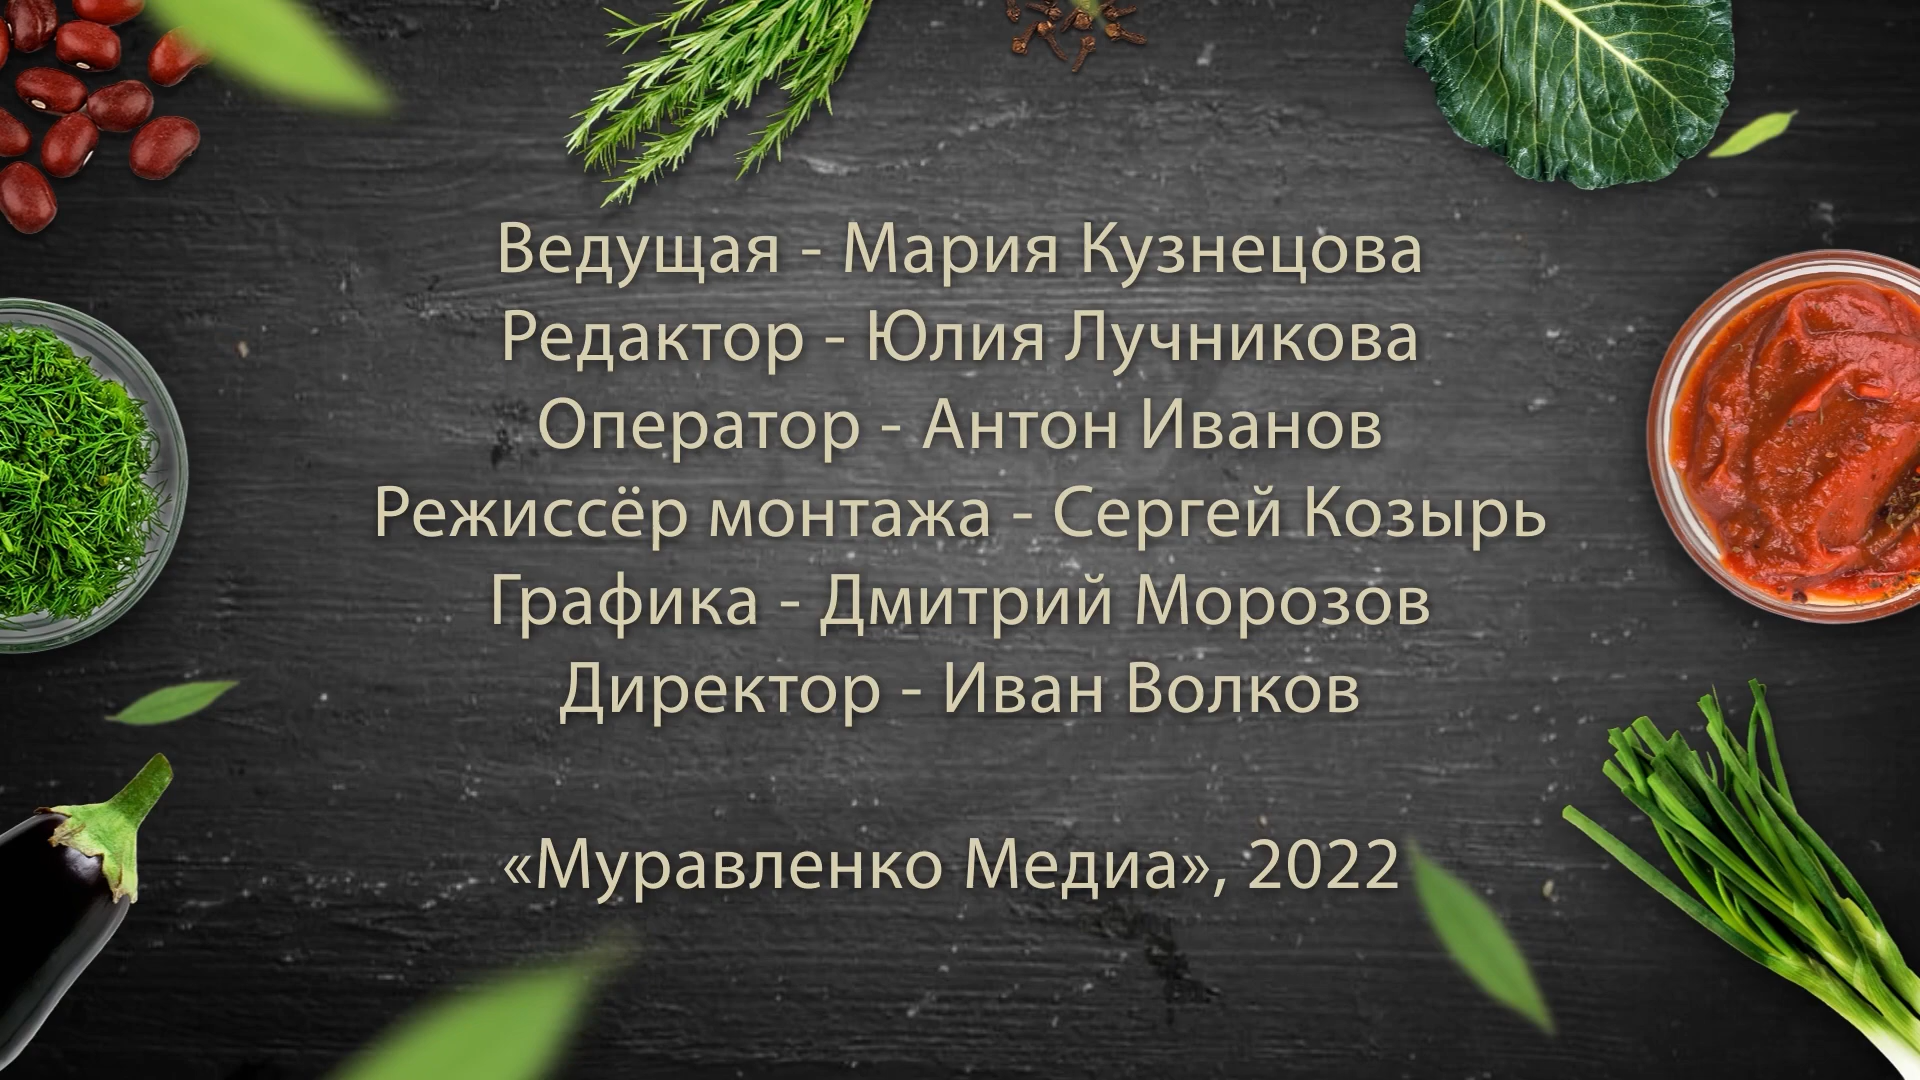 Ведущая - Мария Кузнецова
Редактор - Юлия Лучникова
Оператор - Антон Иванов
Режиссёр монтажа - Сергей Козырь
Графика - Дмитрий Морозов
Директор - Иван Волков
«Муравленко Медиа», 2022